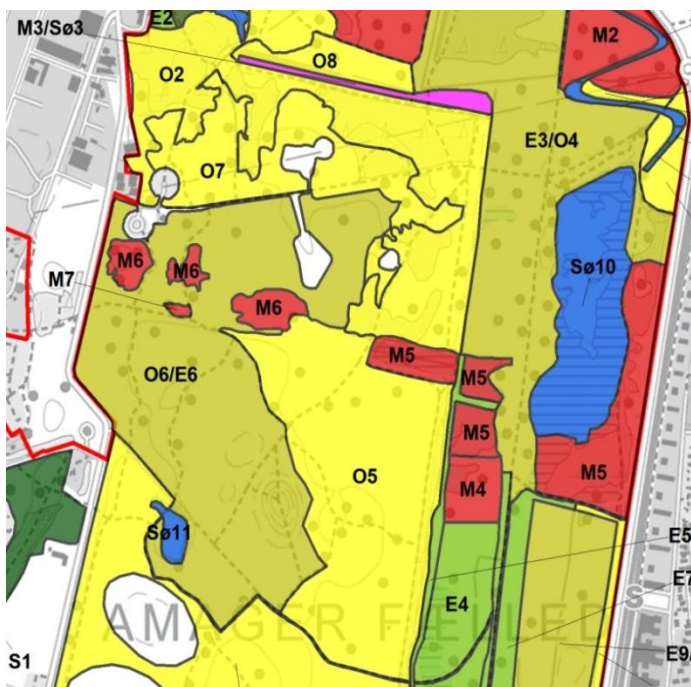 E2
M3/Sø3
M2
O2
O8
E3/O4
O7
M6
M6
Sø10
M7
M6
M5
M5
O6/E6
M5
O5
M5
M4
Sø11
E5
E7
E4
AMAGER FÆLLED
S
E9/
S1